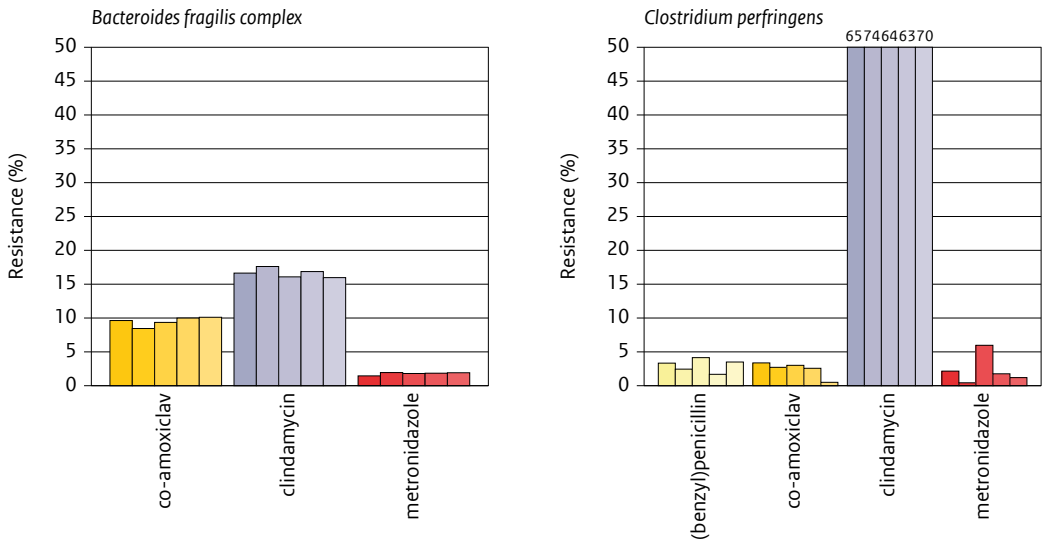 Bacteroides fragilis complex
Resistance (%)
50
45
40
35
30
25
20
15
10
5
0
co-amoxiclav
clindamycin
metronidazole
Clostridium perfringens
6574646370
Resistance (%)
50
45
40
35
30
25
20
15
10
5
0
(benzyl)penicillin
co-amoxiclav
clindamycin
metronidazole